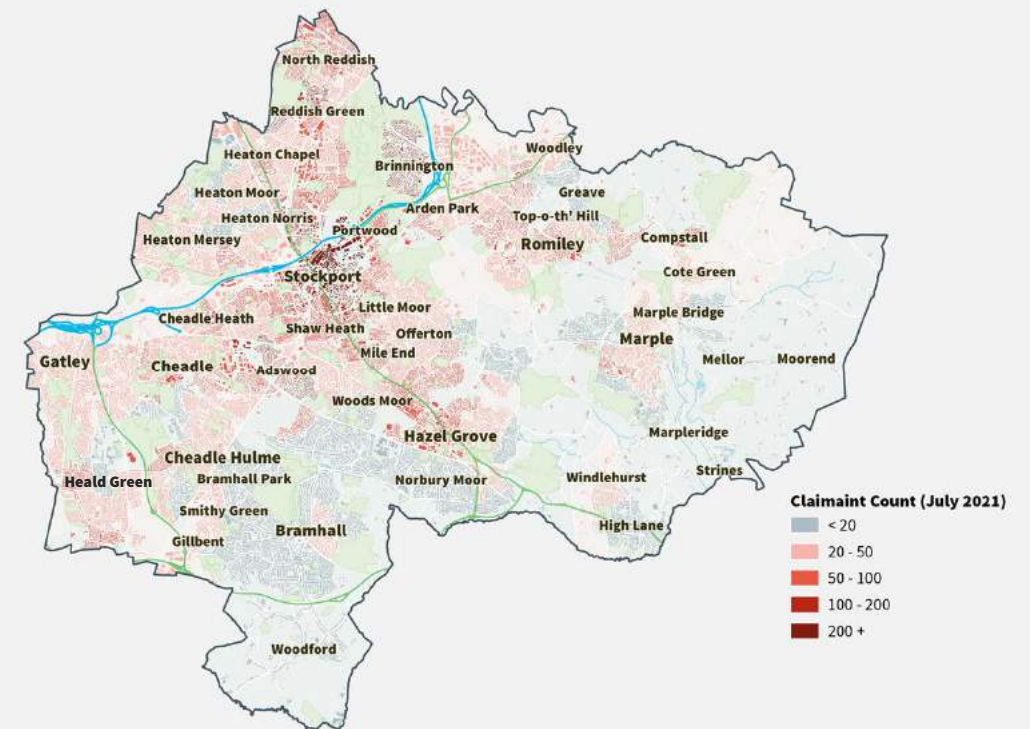 North Reddish
Reddish Green
Heaton Chapel
Woodley
Brinnington
Heaton Moor
Greave
Arden Park
Heaton Norris
Top-o-th' Hill
Portwood
Heaton Mersey
Romiley
Compstall
Stockport
Cote Green
Little Moor
Marple Bridge
Cheadle Heath
Shaw Heath
Offerton
Marple
Mile End
Gatley
Cheadle
Adswood
Mellor
Moorend
Woods Moor
Hazel Grove
Marpleridge
Cheadle Hulme
Strines
Heald Green
Bramhall Park
Norbury Moor
Windlehurst
Smithy Green
Bramhall
High Lane
Gillbent
Woodford
Claimaint Count (July 2021)
< 20
20 - 50
50 - 100
100 - 200
200 +